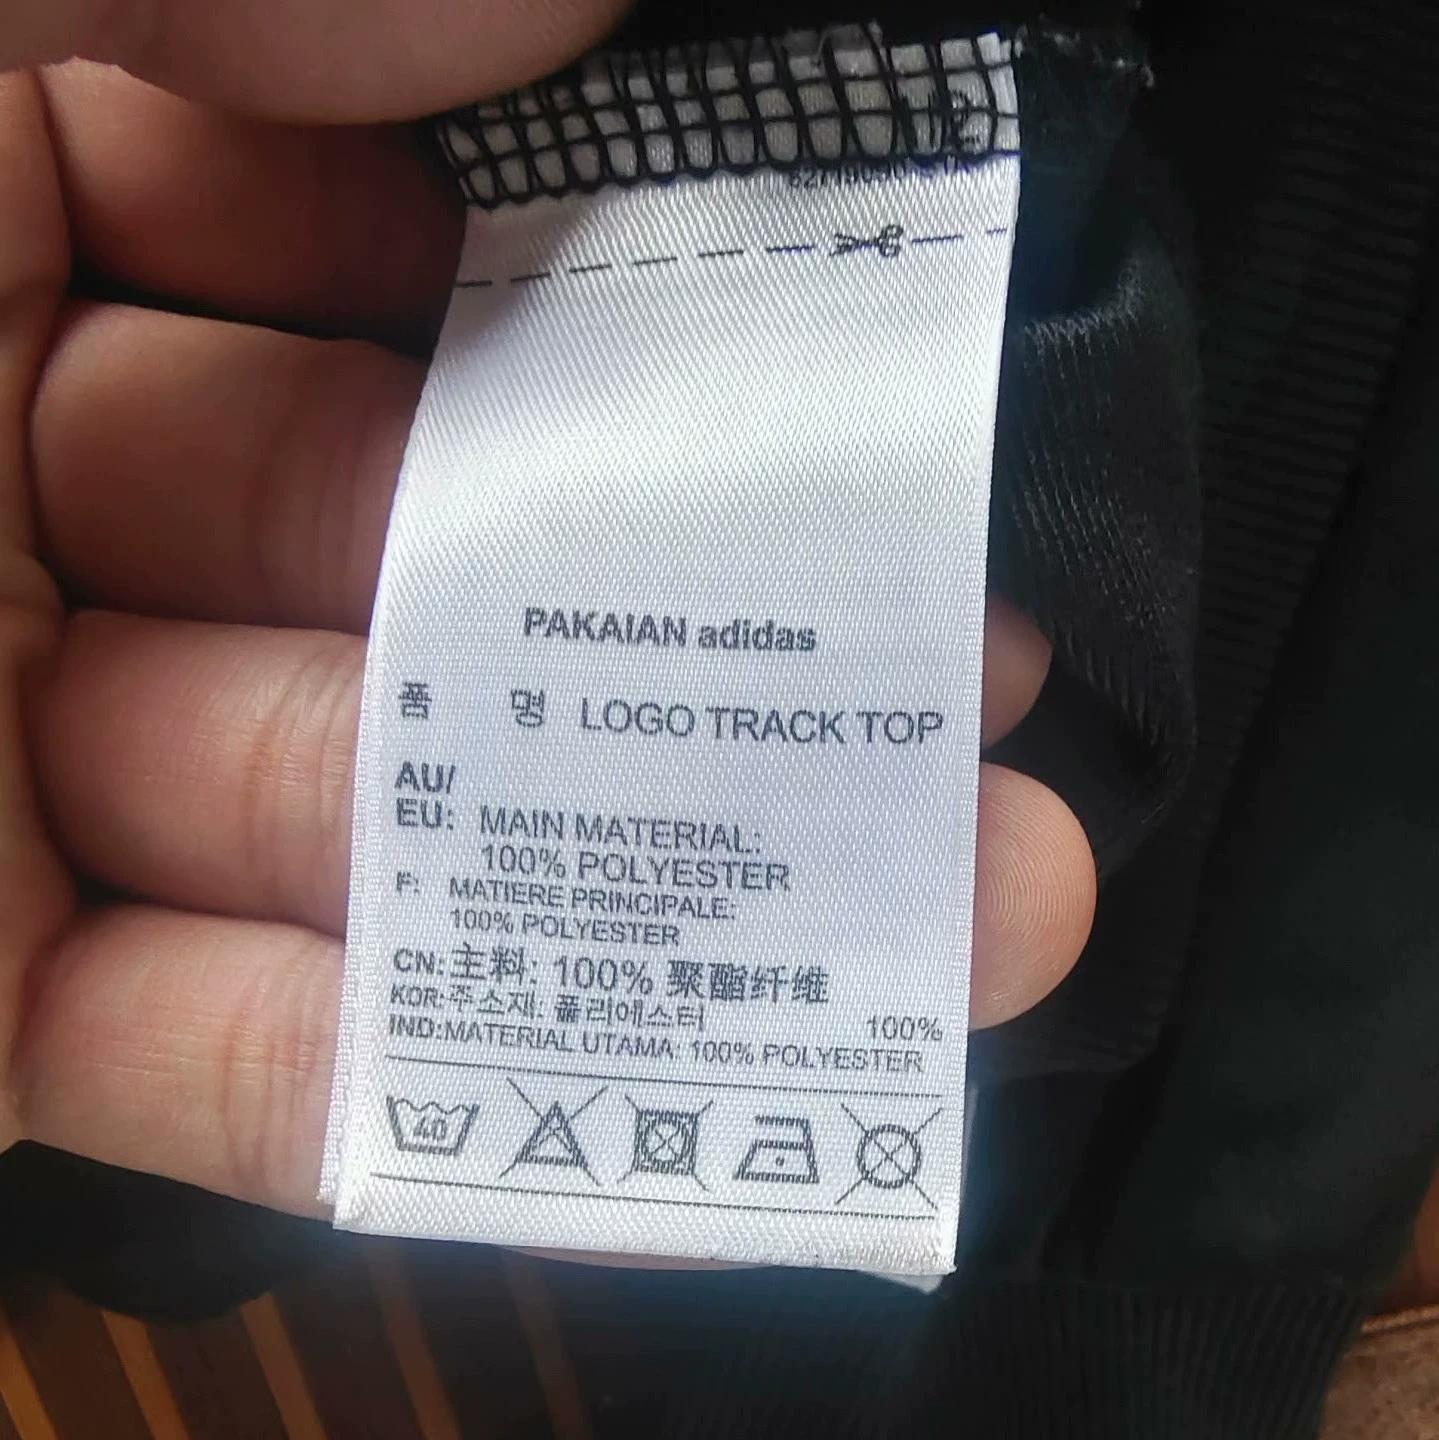 PAKAIAN adidas
품 명 LOGO TRACK TOP
AU/
EU: MAIN MATERIAL:
100% POLYESTER
F: MATIERE PRINCIPALE:
100% POLYESTER
CN:主料: 100% 聚酯纤维
KOR:주소재: 폴리에스터 100%
IND:MATERIAL UTAMA: 100% POLYESTER
40